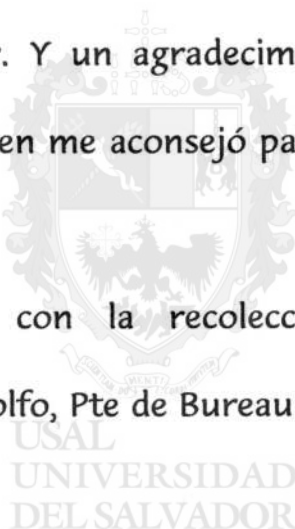 . Y un agradecim
en me aconsejó pa
con la recolecc
olfo, Pte de Bureau
USAL
UNIVERSIDAD
DEL SALVADOR